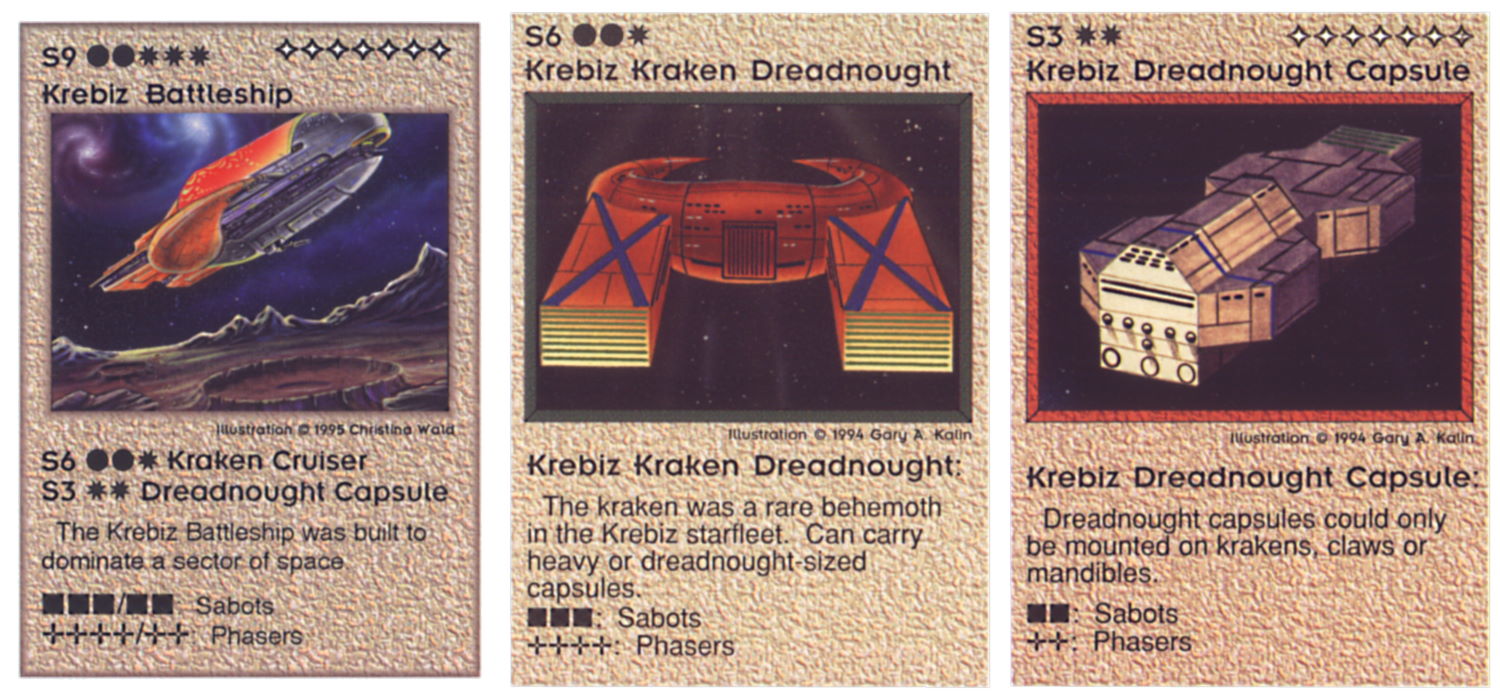 S9 ●●✷✷✷ ✧✧✧✧✧✧✧
Krebiz Battleship
Illustration © 1995 Christina Wald
S6 ●●✷ Kraken Cruiser
S3 ✷✷ Dreadnought Capsule
The Krebiz Battleship was built to
dominate a sector of space
■■■/■■ Sabots
✛✛✛✛/✛✛ Phasers
S6 ●●✷
Krebiz Kraken Dreadnought
Illustration © 1994 Gary A. Kalin
Krebiz Kraken Dreadnought:
The kraken was a rare behemoth
in the Krebiz starfleet. Can carry
heavy or dreadnought-sized
capsules.
■■■: Sabots
✛✛✛✛: Phasers
S3 ✷✷ ✧✧✧✧✧✧✧
Krebiz Dreadnought Capsule
Illustration © 1994 Gary A. Kalin
Krebiz Dreadnought Capsule:
Dreadnought capsules could only
be mounted on krakens, claws or
mandibles.
■■: Sabots
✛✛: Phasers